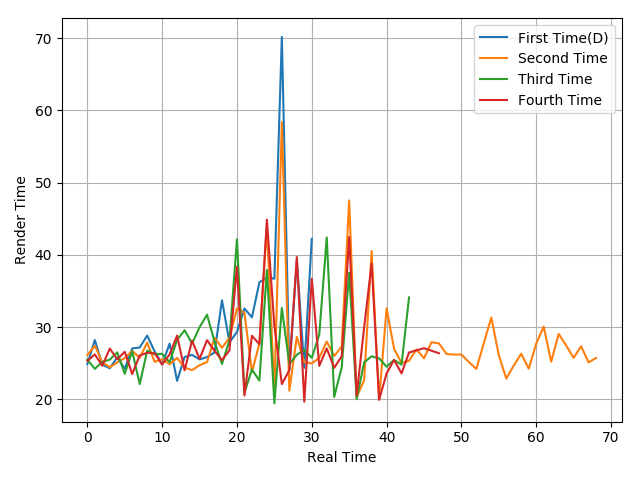 First Time(D)
Second Time
Third Time
Fourth Time
70
60
50
40
30
20
Render Time
0 10 20 30 40 50 60 70
Real Time